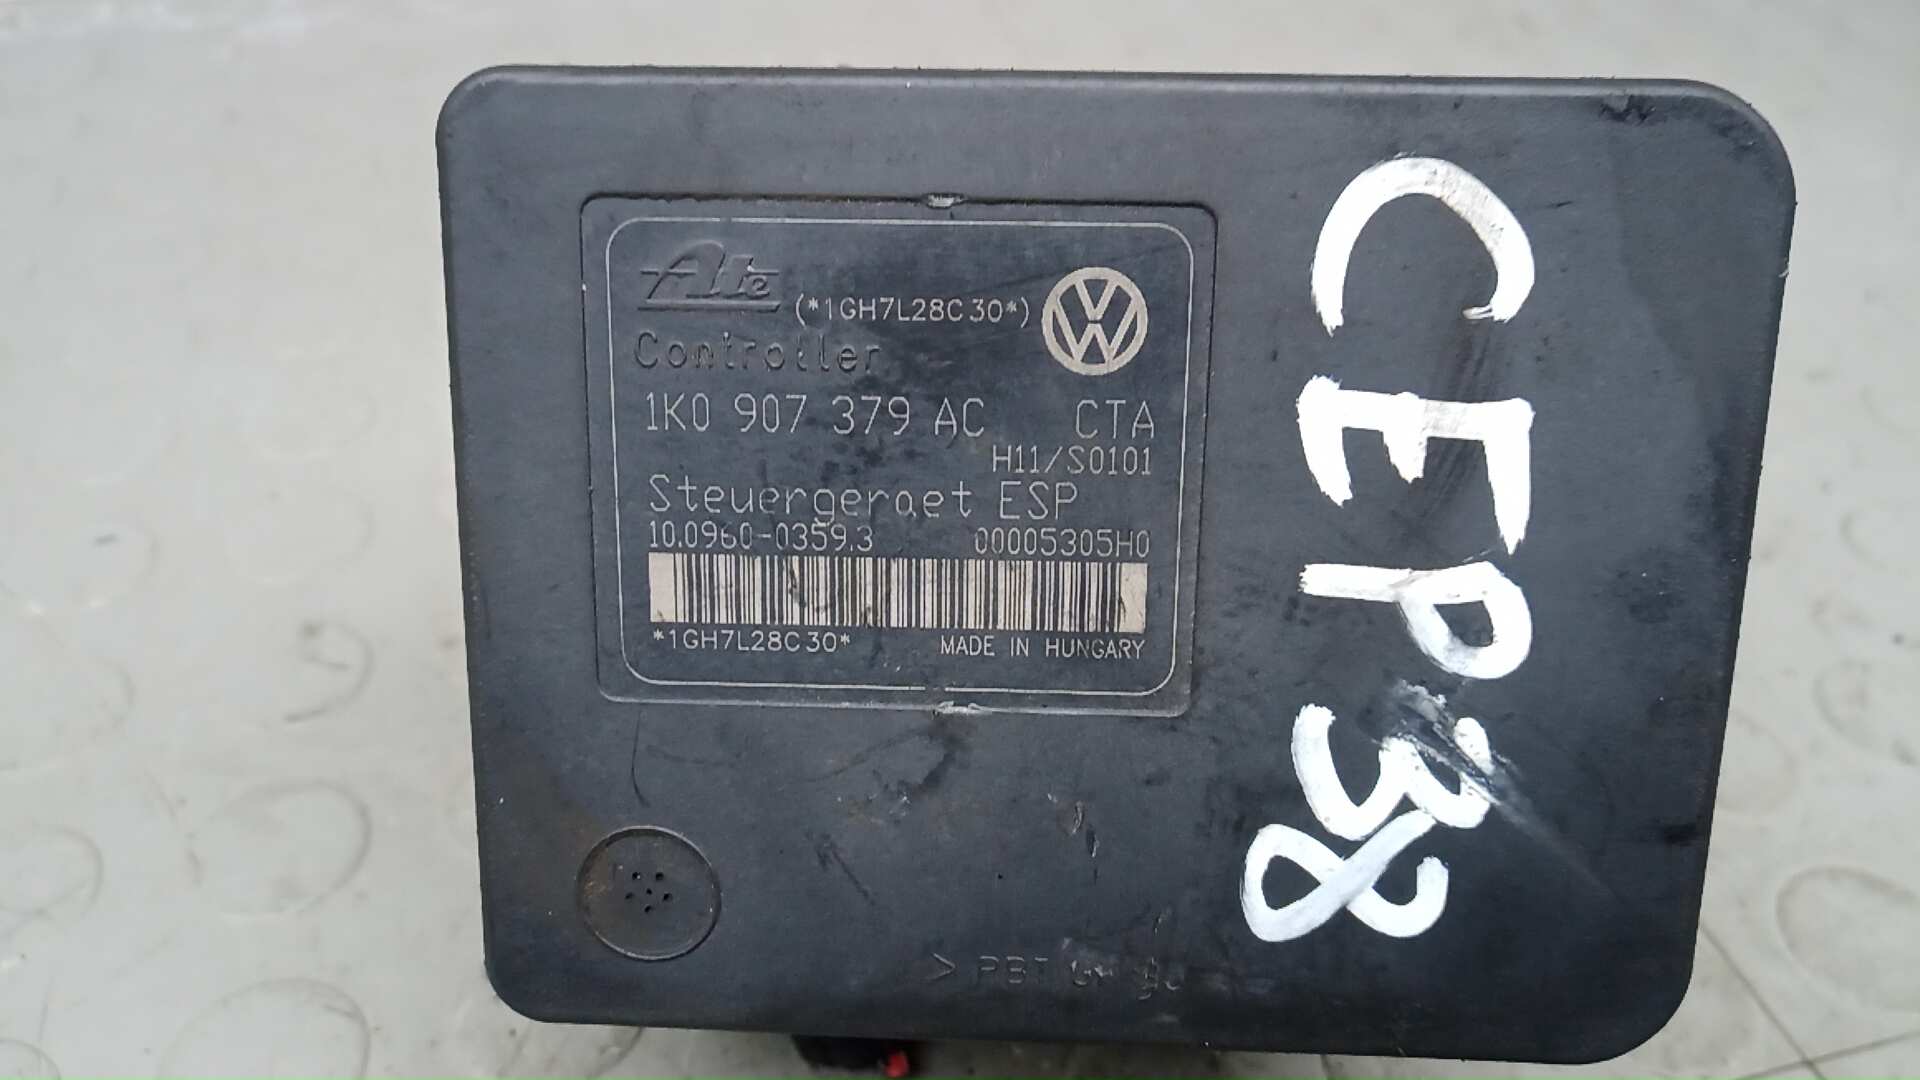 Ate
(*1GH7L28C30*)
Controller
1K0 907 379 AC CTA
H11/S0101
Steuergeraet ESP
10.0960-0359.3 00005305H0
*1GH7L28C30* MADE IN HUNGARY
CEP38
> PBT